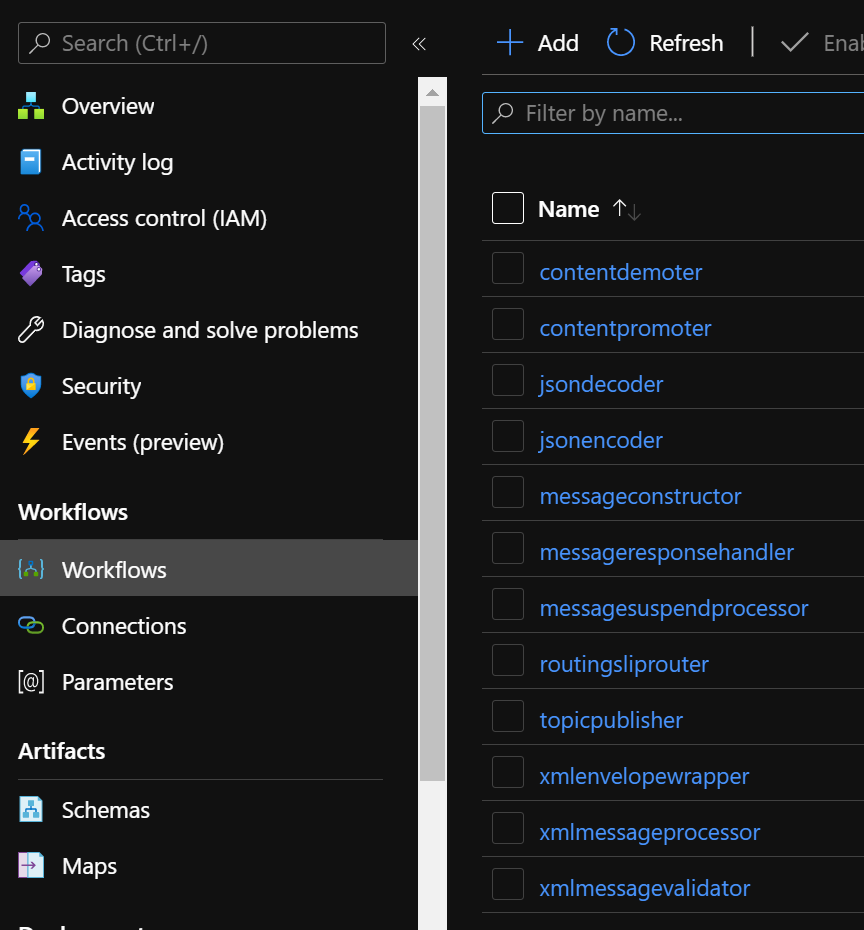 Search (Ctrl+/)
«
Overview
Activity log
Access control (IAM)
Tags
Diagnose and solve problems
Security
Events (preview)
Workflows
Workflows
Connections
Parameters
Artifacts
Schemas
Maps
Add
Refresh
Filter by name...
Name
contentdemoter
contentpromoter
jsondecoder
jsonencoder
messageconstructor
messageresponsehandler
messagesuspendprocessor
routingsliprouter
topicpublisher
xmlenvelopewrapper
xmlmessageprocessor
xmlmessagevalidator